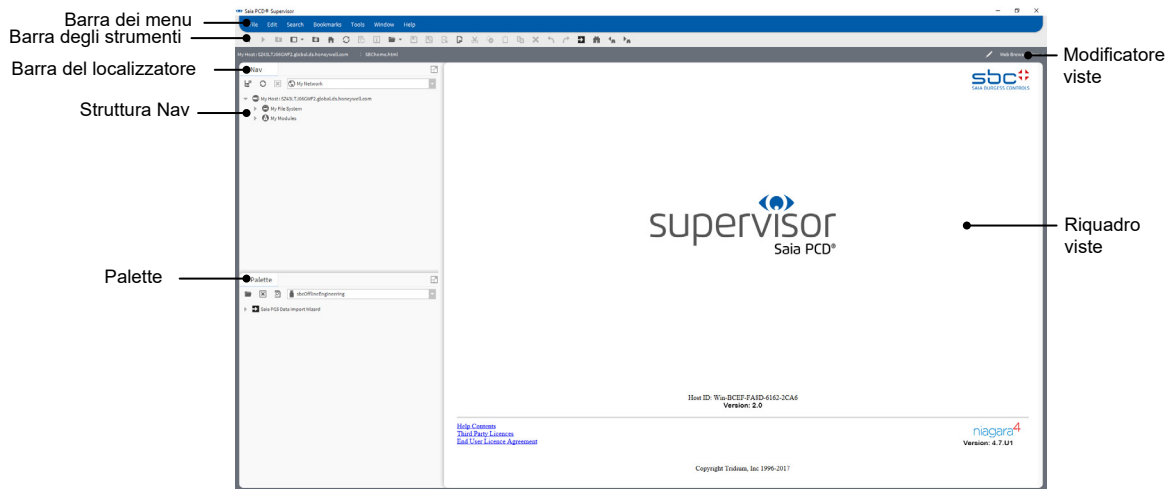 Saia PCD® Supervisor
Barra dei menu
File Edit Search Bookmarks Tools Window Help
Barra degli strumenti
My Host : : SBChome.html
Web Browser
Modificatore
viste
Barra del localizzatore
Nav
My Network
sbc
SAIA BURGESS CONTROLS
Struttura Nav
My File System
My Modules
supervisor
Saia PCD®
Riquadro
viste
Palette
Palette
sbcOfflineEngineering
Saia PG5 Data Import Wizard
Host ID: Win-BCEF-FA8D-6162-2CA6
Version: 2.0
Help Contents
Third Party Licences
End User Licence Agreement
niagara4
Version: 4.7.U1
Copyright Tridium, Inc 1996-2017